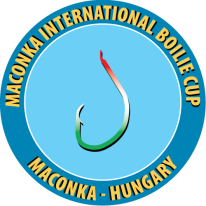 MACONKA INTERNATIONAL BOILIE CUP
MACONKA - HUNGARY